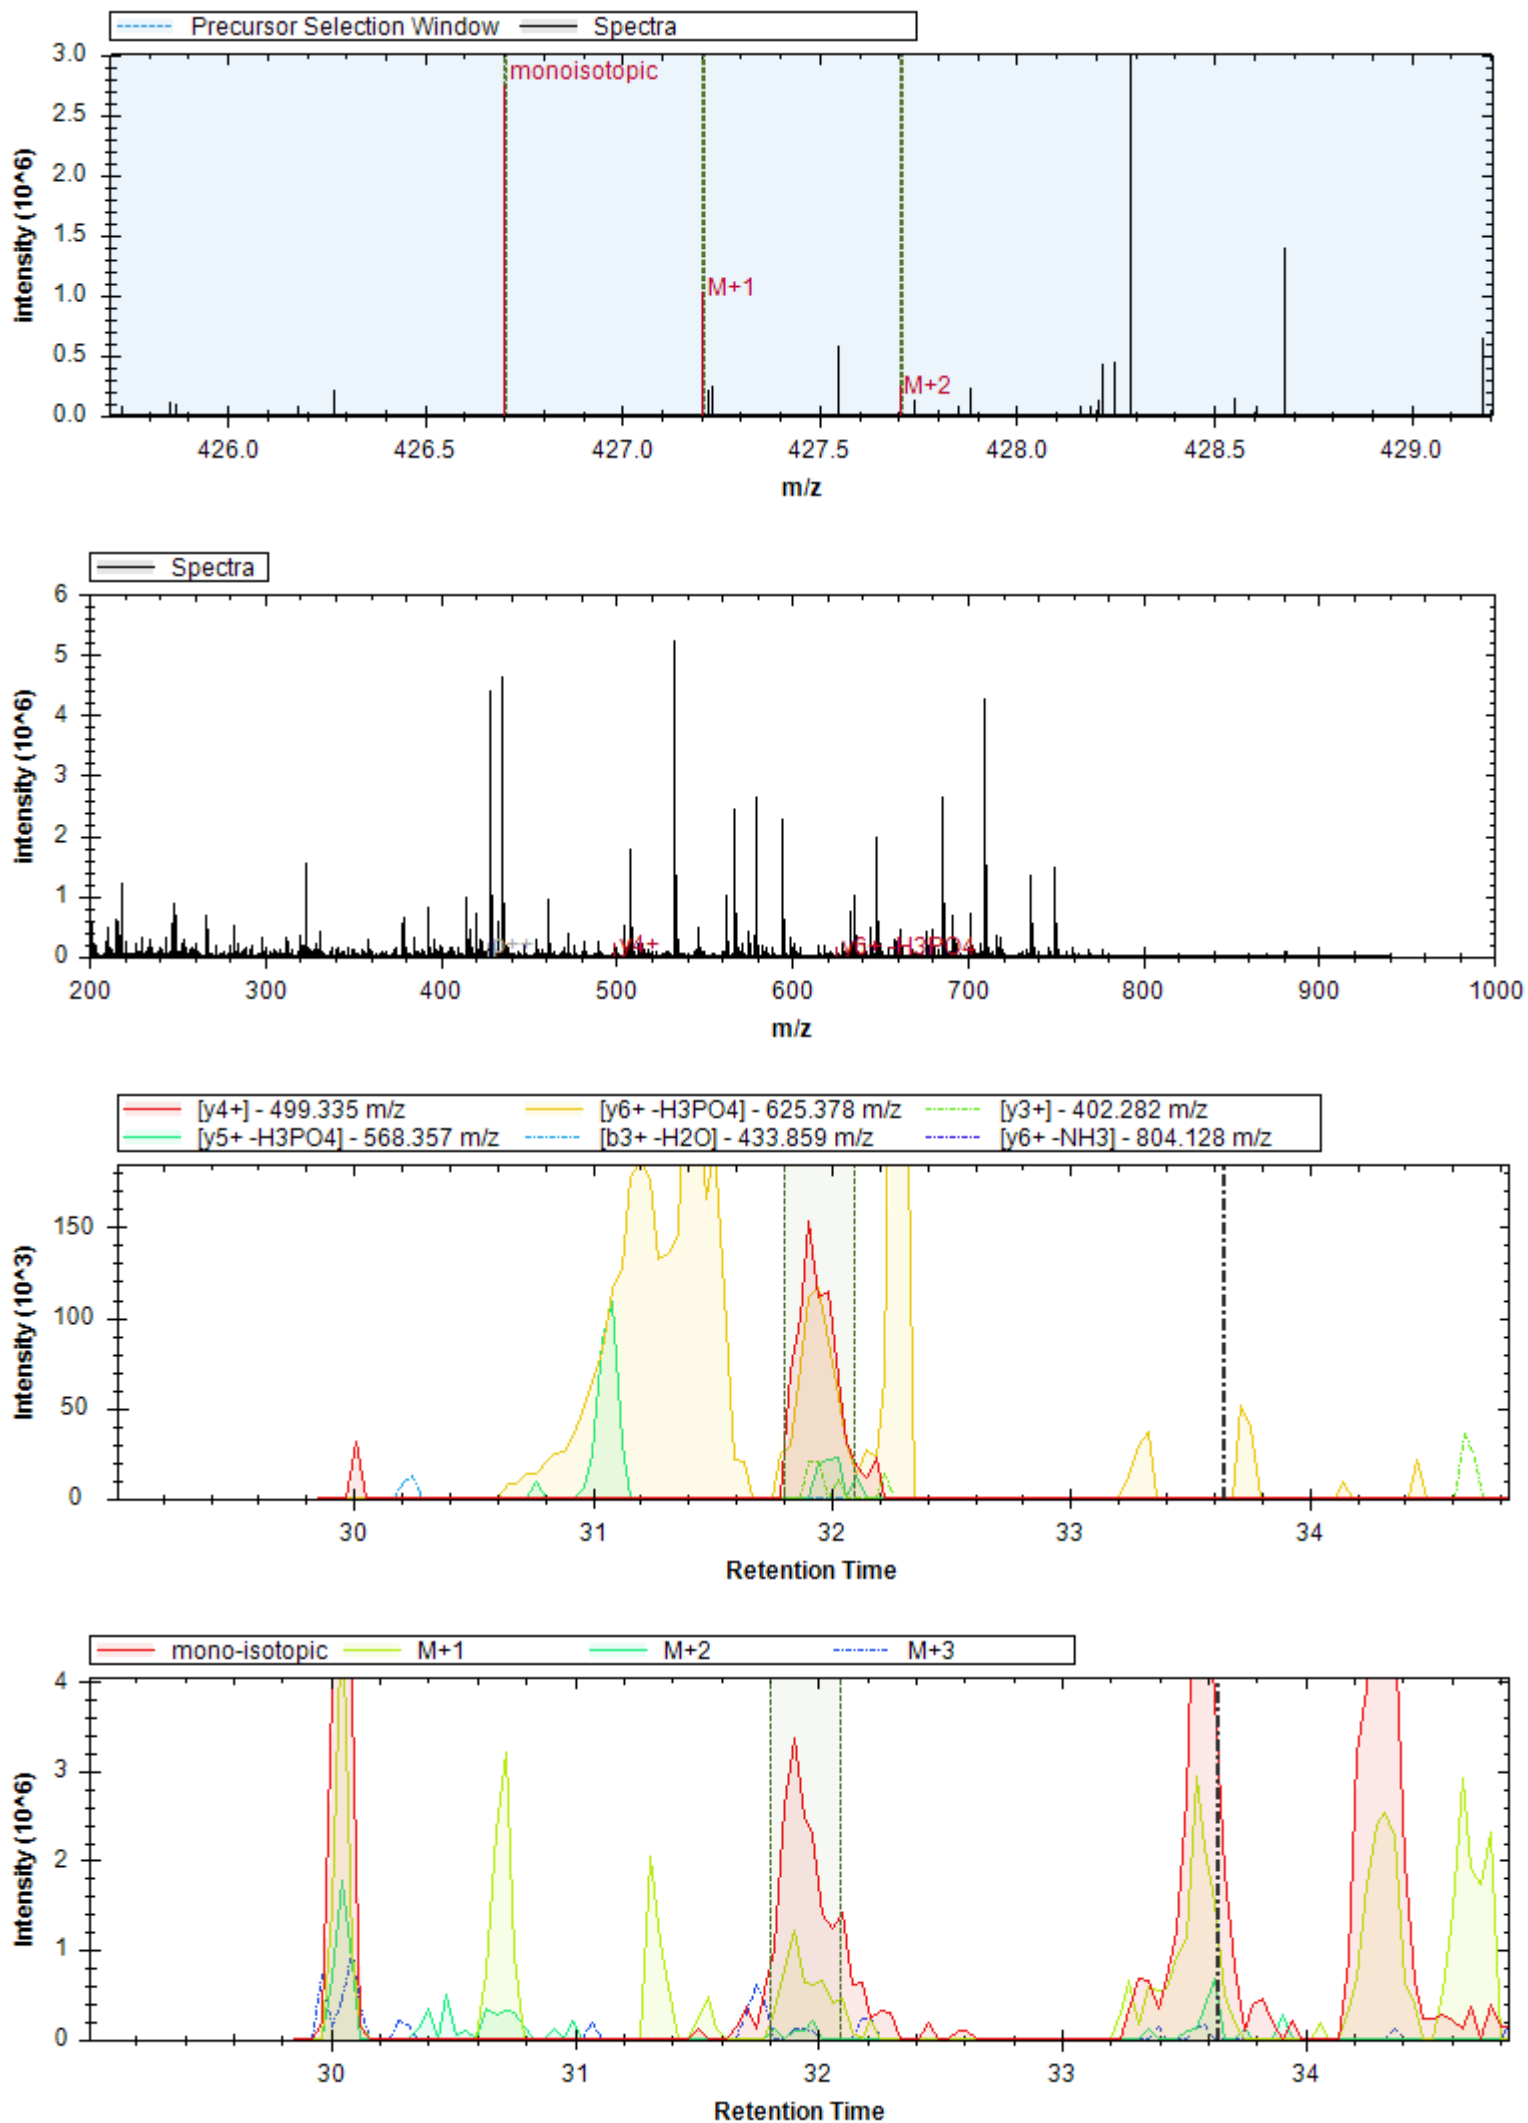 Precursor Selection Window Spectra
3.0
2.5
2.0
1.5
1.0
0.5
0.0
intensity (10^6)
monoisotopic
M+1
M+2
426.0 426.5 427.0 427.5 428.0 428.5 429.0
m/z
Spectra
6
5
4
3
2
1
0
intensity (10^6)
y4+ y6+ -H3PO4
200 300 400 500 600 700 800 900 1000
m/z
[y4+] - 499.335 m/z [y6+ -H3PO4] - 625.378 m/z [y3+] - 402.282 m/z
[y5+ -H3PO4] - 568.357 m/z [b3+ -H2O] - 433.859 m/z [y6+ -NH3] - 804.128 m/z
150
100
50
0
Intensity (10^3)
30 31 32 33 34
Retention Time
mono-isotopic M+1 M+2 M+3
4
3
2
1
0
Intensity (10^6)
30 31 32 33 34
Retention Time